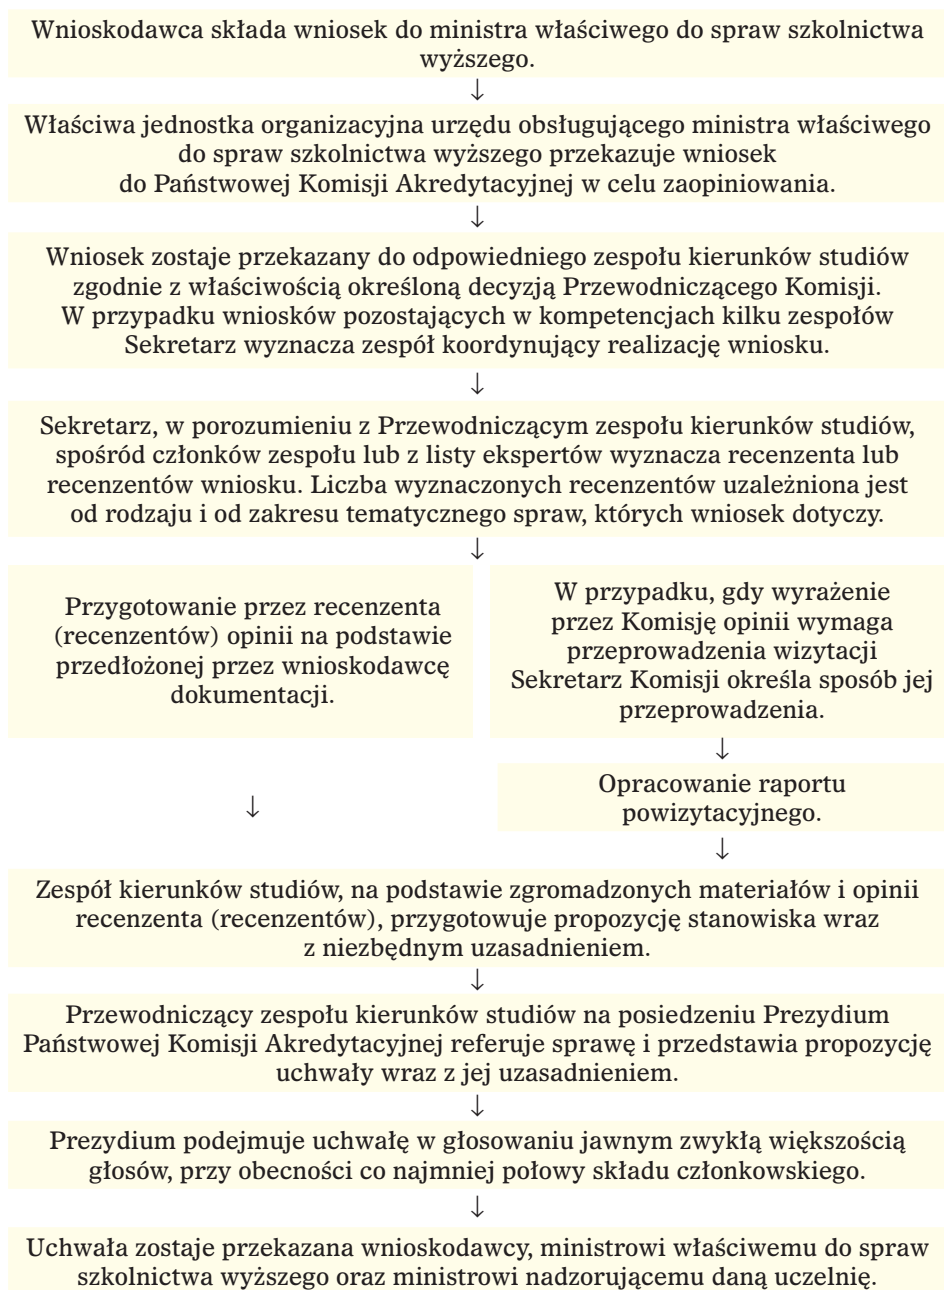 Wnioskodawca składa wniosek do ministra właściwego do spraw szkolnictwa
wyższego.
↓
Właściwa jednostka organizacyjna urzędu obsługującego ministra właściwego
do spraw szkolnictwa wyższego przekazuje wniosek
do Państwowej Komisji Akredytacyjnej w celu zaopiniowania.
↓
Wniosek zostaje przekazany do odpowiedniego zespołu kierunków studiów
zgodnie z właściwością określoną decyzją Przewodniczącego Komisji.
W przypadku wniosków pozostających w kompetencjach kilku zespołów
Sekretarz wyznacza zespół koordynujący realizację wniosku.
↓
Sekretarz, w porozumieniu z Przewodniczącym zespołu kierunków studiów,
spośród członków zespołu lub z listy ekspertów wyznacza recenzenta lub
recenzentów wniosku. Liczba wyznaczonych recenzentów uzależniona jest
od rodzaju i od zakresu tematycznego spraw, których wniosek dotyczy.
↓
Przygotowanie przez recenzenta
(recenzentów) opinii na podstawie
przedłożonej przez wnioskodawcę
dokumentacji.
↓
W przypadku, gdy wyrażenie
przez Komisję opinii wymaga
przeprowadzenia wizytacji
Sekretarz Komisji określa sposób jej
przeprowadzenia.
↓
Opracowanie raportu
powizytacyjnego.
↓
Zespół kierunków studiów, na podstawie zgromadzonych materiałów i opinii
recenzenta (recenzentów), przygotowuje propozycję stanowiska wraz
z niezbędnym uzasadnieniem.
↓
Przewodniczący zespołu kierunków studiów na posiedzeniu Prezydium
Państwowej Komisji Akredytacyjnej referuje sprawę i przedstawia propozycję
uchwały wraz z jej uzasadnieniem.
↓
Prezydium podejmuje uchwałę w głosowaniu jawnym zwykłą większością
głosów, przy obecności co najmniej połowy składu członkowskiego.
↓
Uchwała zostaje przekazana wnioskodawcy, ministrowi właściwemu do spraw
szkolnictwa wyższego oraz ministrowi nadzorującemu daną uczelnię.